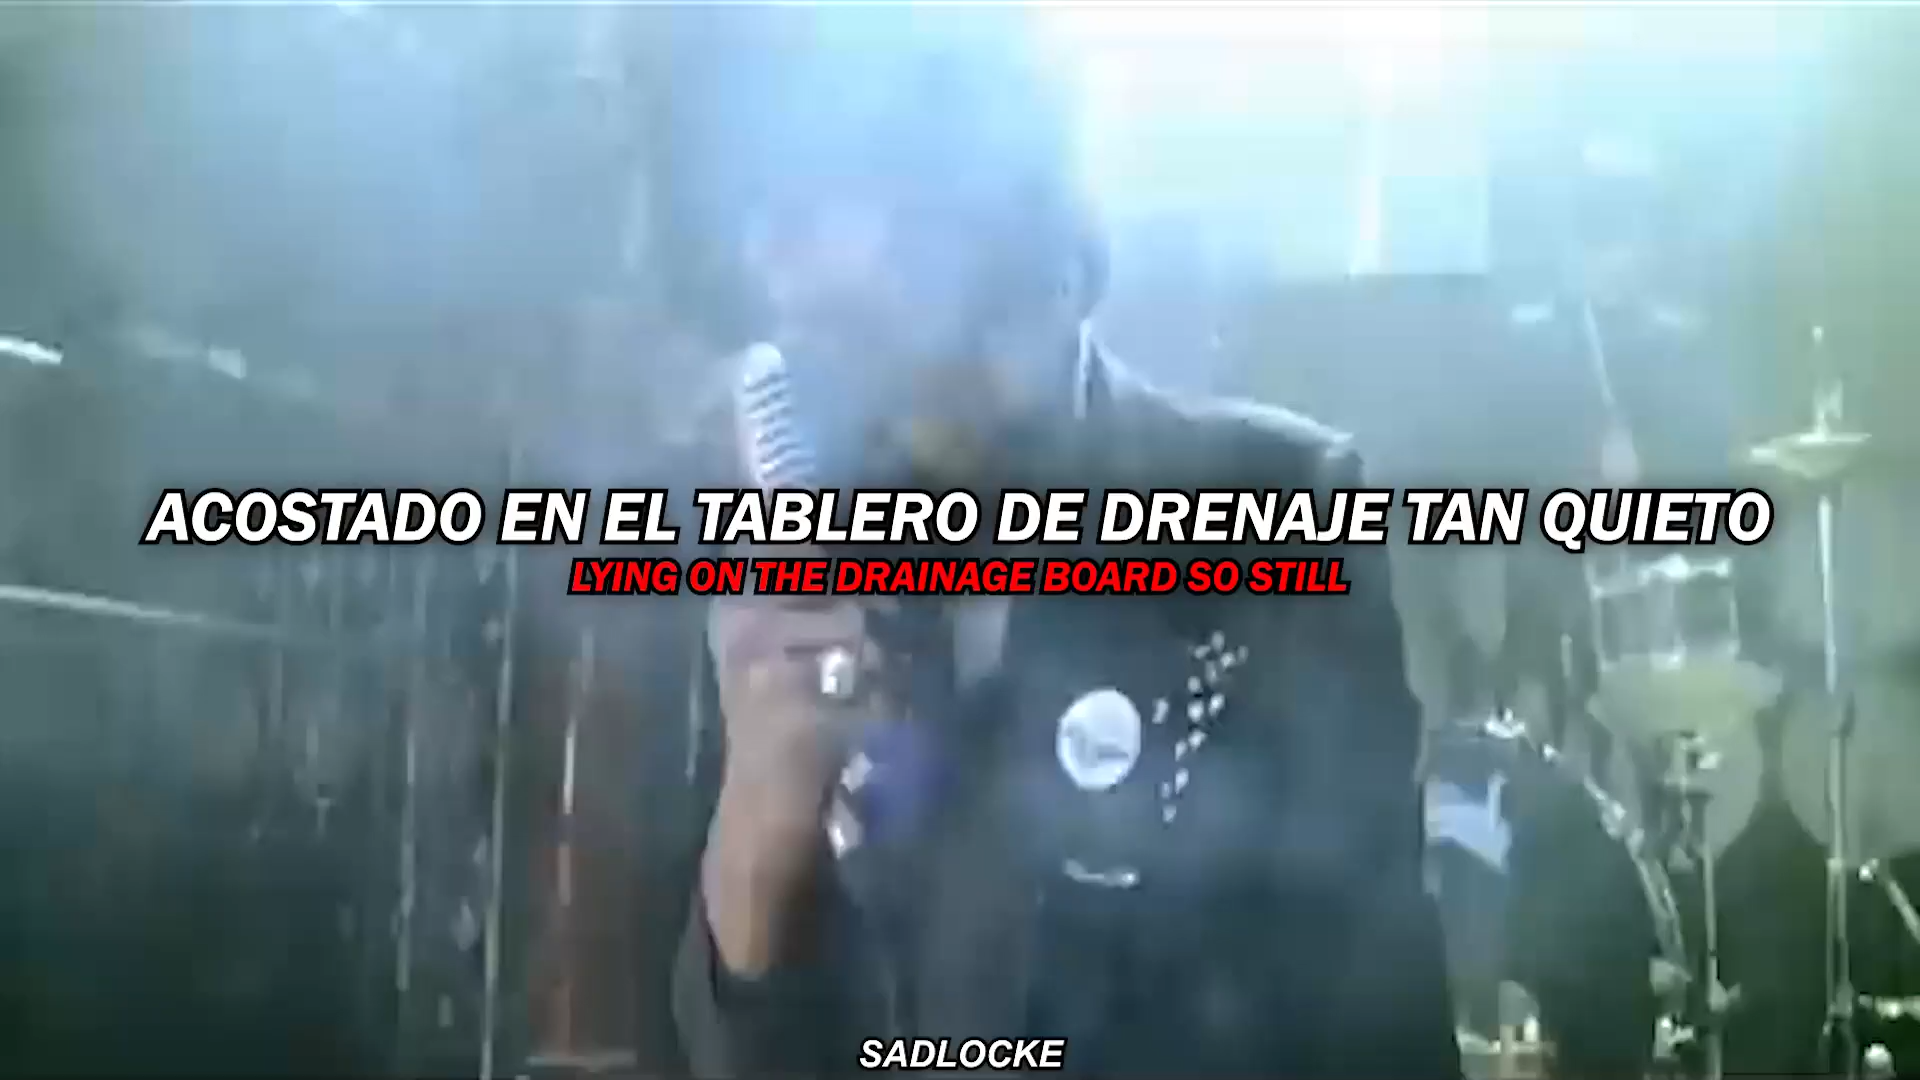 ACOSTADO EN EL TABLERO DE DRENAJE TAN QUIETO
LYING ON THE DRAINAGE BOARD SO STILL
SADLOCKE